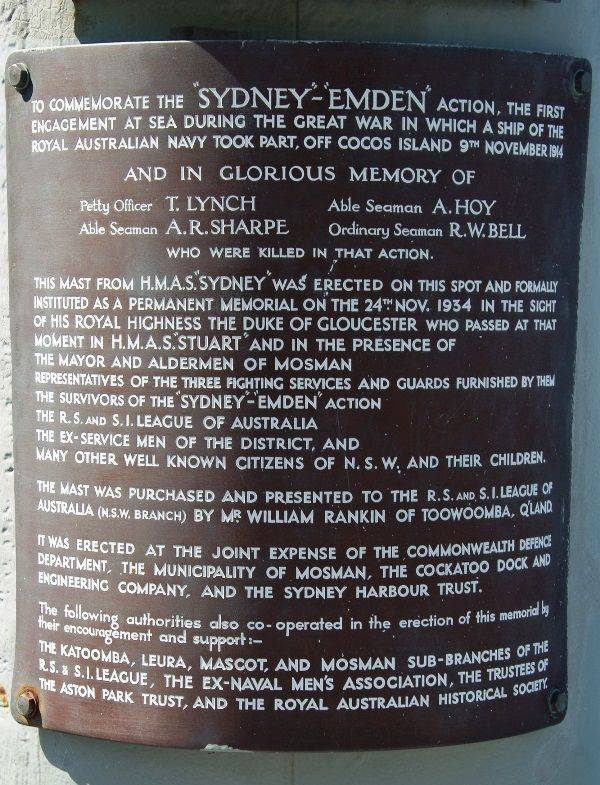 TO COMMEMORATE THE "SYDNEY"-"EMDEN" ACTION, THE FIRST
ENGAGEMENT AT SEA DURING THE GREAT WAR IN WHICH A SHIP OF THE
ROYAL AUSTRALIAN NAVY TOOK PART, OFF COCOS ISLAND 9TH NOVEMBER 1914
AND IN GLORIOUS MEMORY OF
Petty Officer T. LYNCH Able Seaman A. HOY
Able Seaman A.R. SHARPE Ordinary Seaman R.W. BELL
WHO WERE KILLED IN THAT ACTION.
THIS MAST FROM H.M.A.S. "SYDNEY" WAS ERECTED ON THIS SPOT AND FORMALLY
INSTITUTED AS A PERMANENT MEMORIAL ON THE 24TH NOV. 1934 IN THE SIGHT
OF HIS ROYAL HIGHNESS THE DUKE OF GLOUCESTER WHO PASSED AT THAT
MOMENT IN H.M.A.S. "STUART" AND IN THE PRESENCE OF
THE MAYOR AND ALDERMEN OF MOSMAN
REPRESENTATIVES OF THE THREE FIGHTING SERVICES AND GUARDS FURNISHED BY THEM
THE SURVIVORS OF THE "SYDNEY"-"EMDEN" ACTION
THE R.S. AND S.I. LEAGUE OF AUSTRALIA
THE EX-SERVICE MEN OF THE DISTRICT, AND
MANY OTHER WELL KNOWN CITIZENS OF N.S.W. AND THEIR CHILDREN.
THE MAST WAS PURCHASED AND PRESENTED TO THE R.S. AND S.I. LEAGUE OF
AUSTRALIA (N.S.W. BRANCH) BY MR WILLIAM RANKIN OF TOOWOOMBA, Q'LAND.
IT WAS ERECTED AT THE JOINT EXPENSE OF THE COMMONWEALTH DEFENCE
DEPARTMENT, THE MUNICIPALITY OF MOSMAN, THE COCKATOO DOCK AND
ENGINEERING COMPANY, AND THE SYDNEY HARBOUR TRUST.
The following authorities also co-operated in the erection of this memorial by
their encouragement and support:—
THE KATOOMBA, LEURA, MASCOT, AND MOSMAN SUB-BRANCHES OF THE
R.S. & S.I. LEAGUE, THE EX-NAVAL MEN'S ASSOCIATION, THE TRUSTEES OF
THE ASTON PARK TRUST, AND THE ROYAL AUSTRALIAN HISTORICAL SOCIETY.